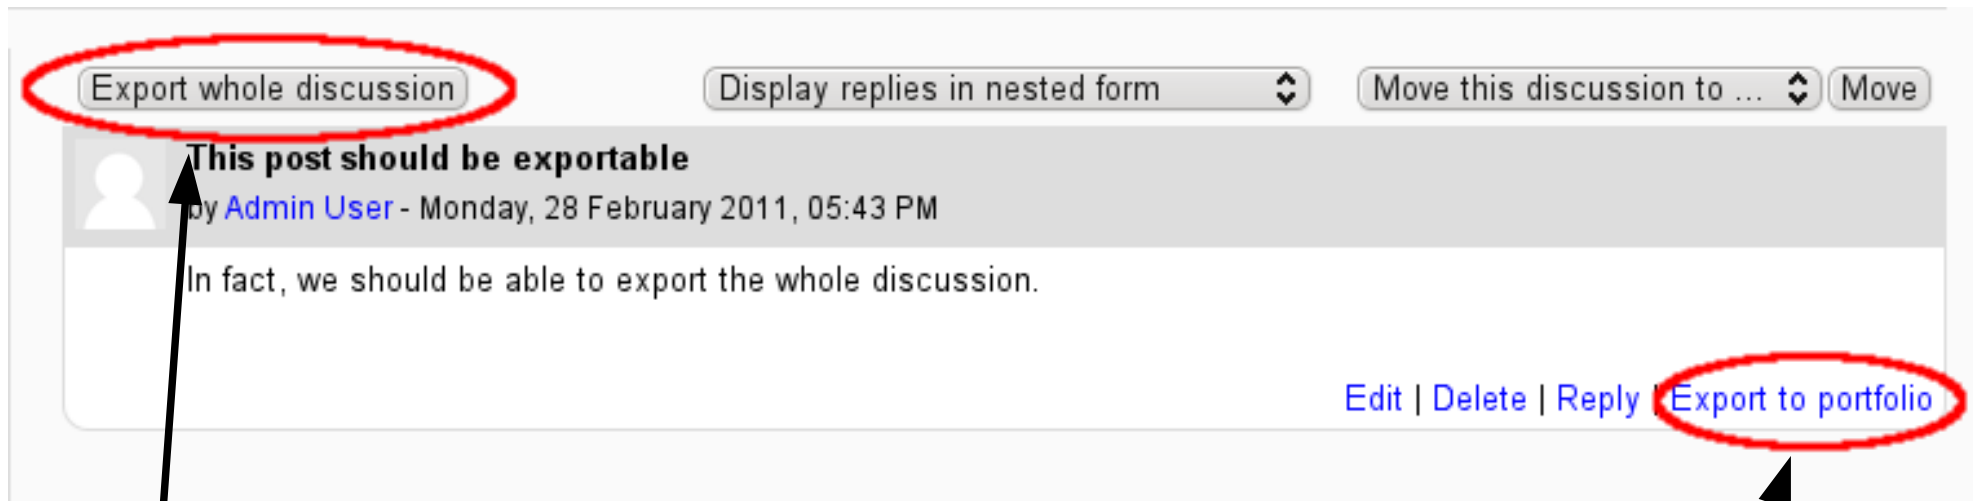 Export whole discussion Display replies in nested form Move this discussion to ... Move
This post should be exportable
by Admin User - Monday, 28 February 2011, 05:43 PM
In fact, we should be able to export the whole discussion.
Edit | Delete | Reply | Export to portfolio